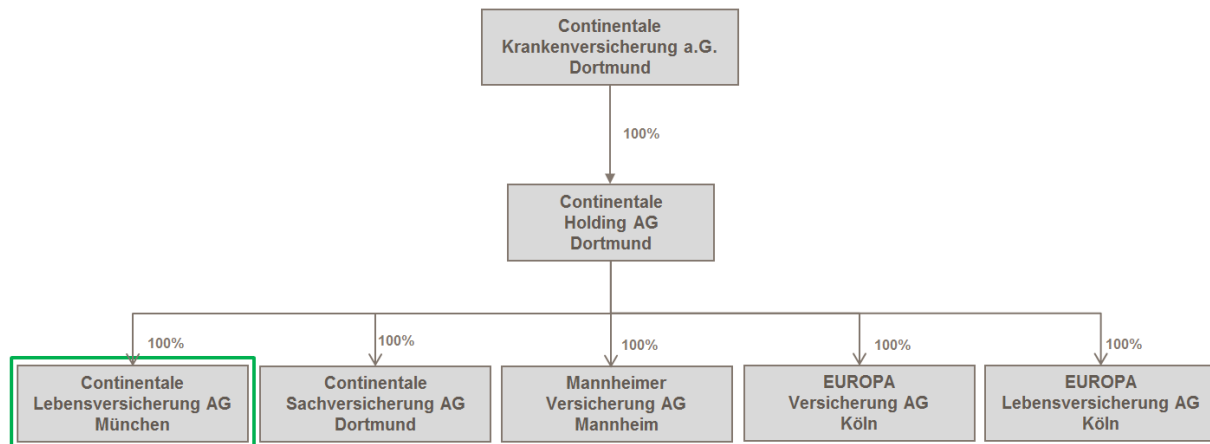 Continentale
Krankenversicherung a.G.
Dortmund
100%
Continentale
Holding AG
Dortmund
100%
100%
100%
100%
100%
Continentale
Lebensversicherung AG
München
Continentale
Sachversicherung AG
Dortmund
Mannheimer
Versicherung AG
Mannheim
EUROPA
Versicherung AG
Köln
EUROPA
Lebensversicherung AG
Köln